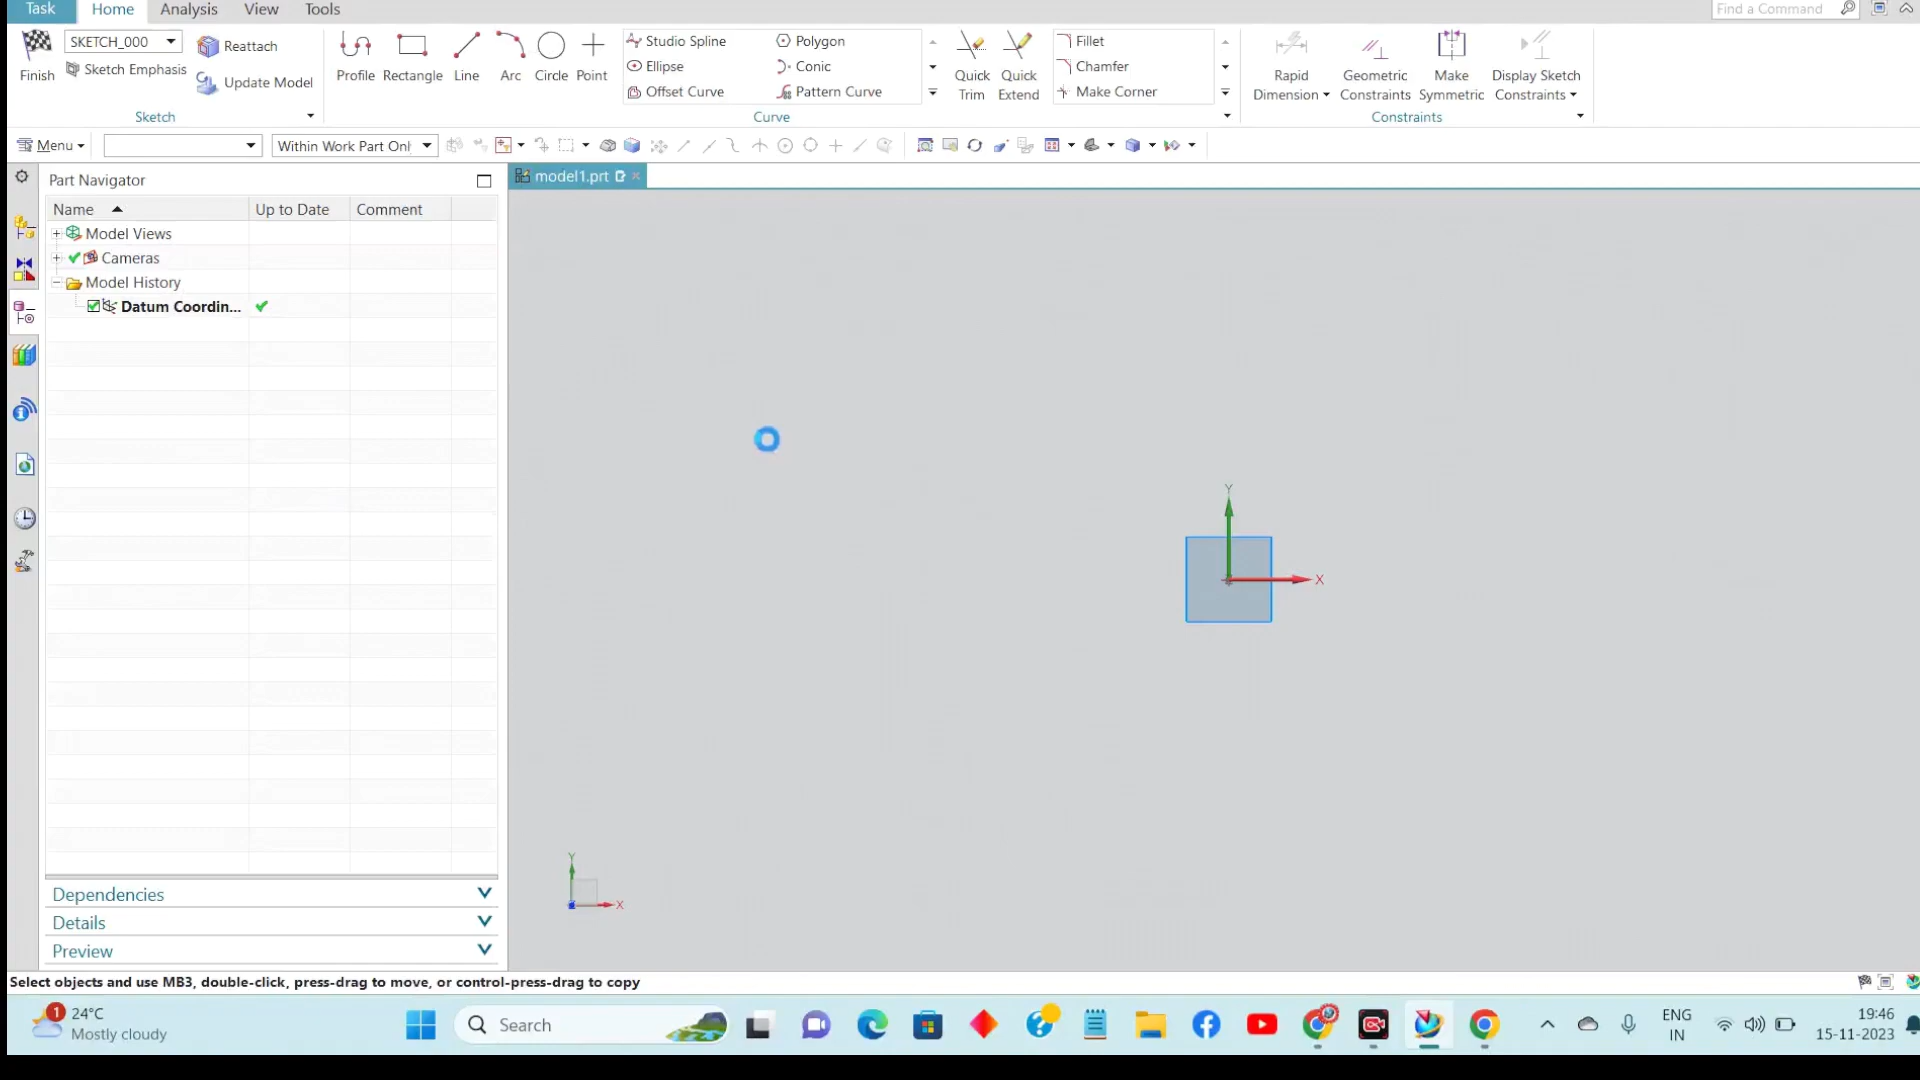 Task Home Analysis View Tools Find a Command
Finish SKETCH_000 Sketch Emphasis Reattach Update Model
Sketch
Profile Rectangle Line Arc Circle Point
Studio Spline Polygon
Ellipse Conic
Offset Curve Pattern Curve
Quick Trim Quick Extend
Fillet
Chamfer
Make Corner
Curve
Rapid Dimension Geometric Constraints Make Symmetric Display Sketch Constraints
Constraints
Menu Within Work Part Onl
Part Navigator
model1.prt
Name Up to Date Comment
Model Views
Cameras
Model History
Datum Coordin...
Y
X
Y
X
Dependencies
Details
Preview
Select objects and use MB3, double-click, press-drag to move, or control-press-drag to copy
1
24°C
Mostly cloudy
Search
ENG
IN
19:46
15-11-2023